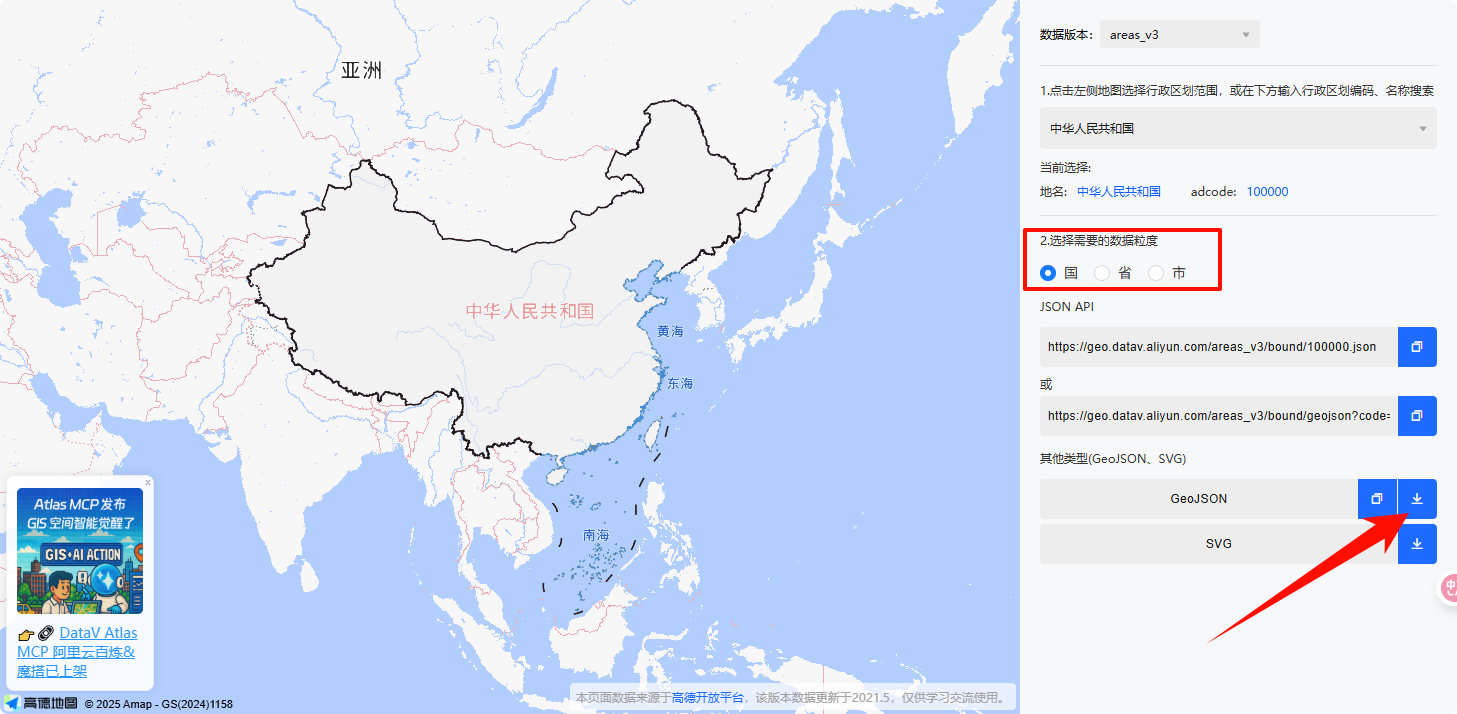 亚洲
中华人民共和国
黄海
东海
南海
Atlas MCP 发布
GIS 空间智能觉醒了
GIS+AI ACTION
DataV Atlas
MCP 阿里云百炼&
魔搭已上架
高德地图 © 2025 Amap - GS(2024)1158
本页面数据来源于高德开放平台，该版本数据更新于2021.5，仅供学习交流使用。
数据版本: areas_v3
1.点击左侧地图选择行政区划范围，或在下方输入行政区划编码、名称搜索
中华人民共和国
当前选择:
地名: 中华人民共和国 adcode: 100000
2.选择需要的数据粒度
国 省 市
JSON API
https://geo.datav.aliyun.com/areas_v3/bound/100000.json
或
https://geo.datav.aliyun.com/areas_v3/bound/geojson?code=
其他类型(GeoJSON、SVG)
GeoJSON
SVG
中